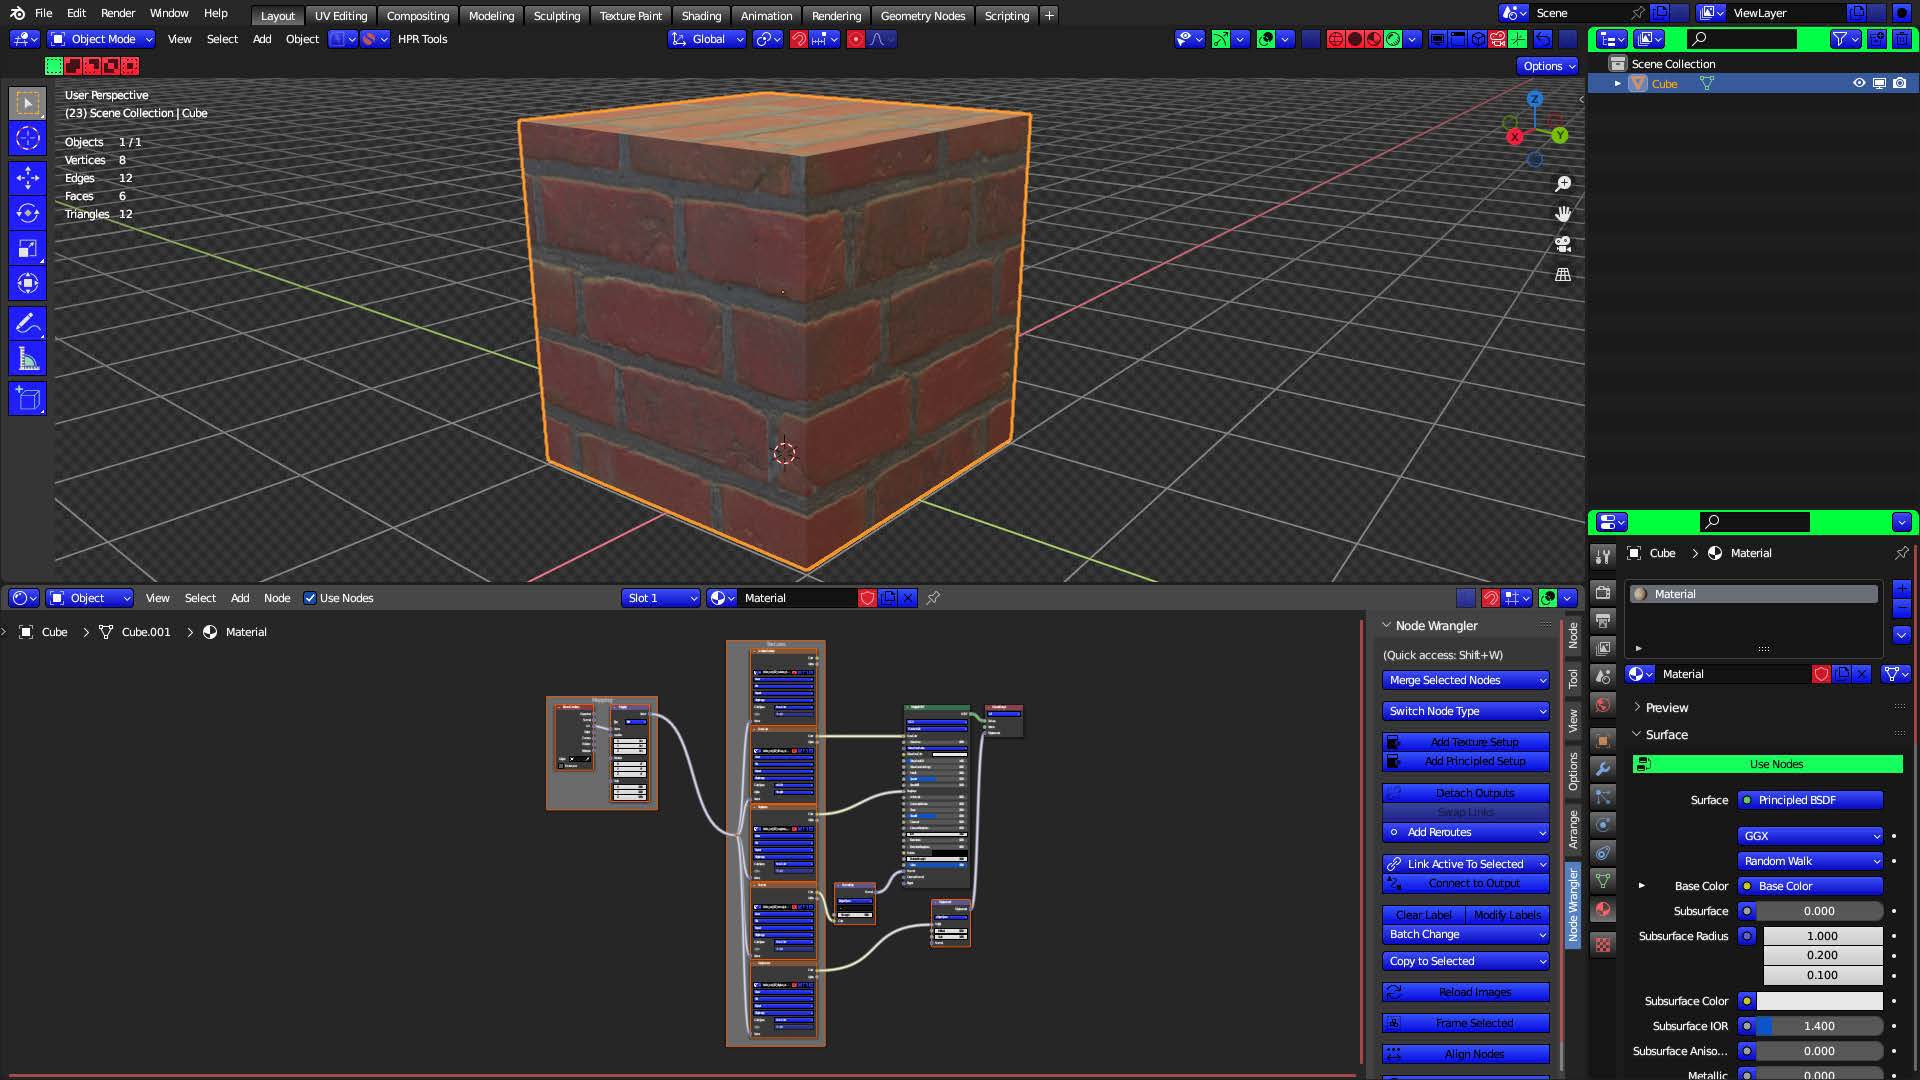 File Edit Render Window Help Layout UV Editing Compositing Modeling Sculpting Texture Paint Shading Animation Rendering Geometry Nodes Scripting + Scene ViewLayer
Object Mode View Select Add Object HPR Tools Global
Options
User Perspective
(23) Scene Collection | Cube
Objects 1 / 1
Vertices 8
Edges 12
Faces 6
Triangles 12
Z
X
Y
Scene Collection
Cube
Cube > Material
Material
Material
Preview
Surface
Use Nodes
Surface Principled BSDF
GGX
Random Walk
Base Color Base Color
Subsurface 0.000
Subsurface Radius 1.000
0.200
0.100
Subsurface Color
Subsurface IOR 1.400
Subsurface Aniso... 0.000
Metallic 0.000
Object View Select Add Node Use Nodes Slot 1 Material
Cube > Cube.001 > Material
Mapping
Node Wrangler
(Quick access: Shift+W)
Merge Selected Nodes
Switch Node Type
Add Texture Setup
Add Principled Setup
Detach Outputs
Swap Links
Add Reroutes
Link Active To Selected
Connect to Output
Clear Label Modify Labels
Batch Change
Copy to Selected
Reload Images
Frame Selected
Align Nodes
Node
Tool
View
Options
Arrange
Node Wrangler